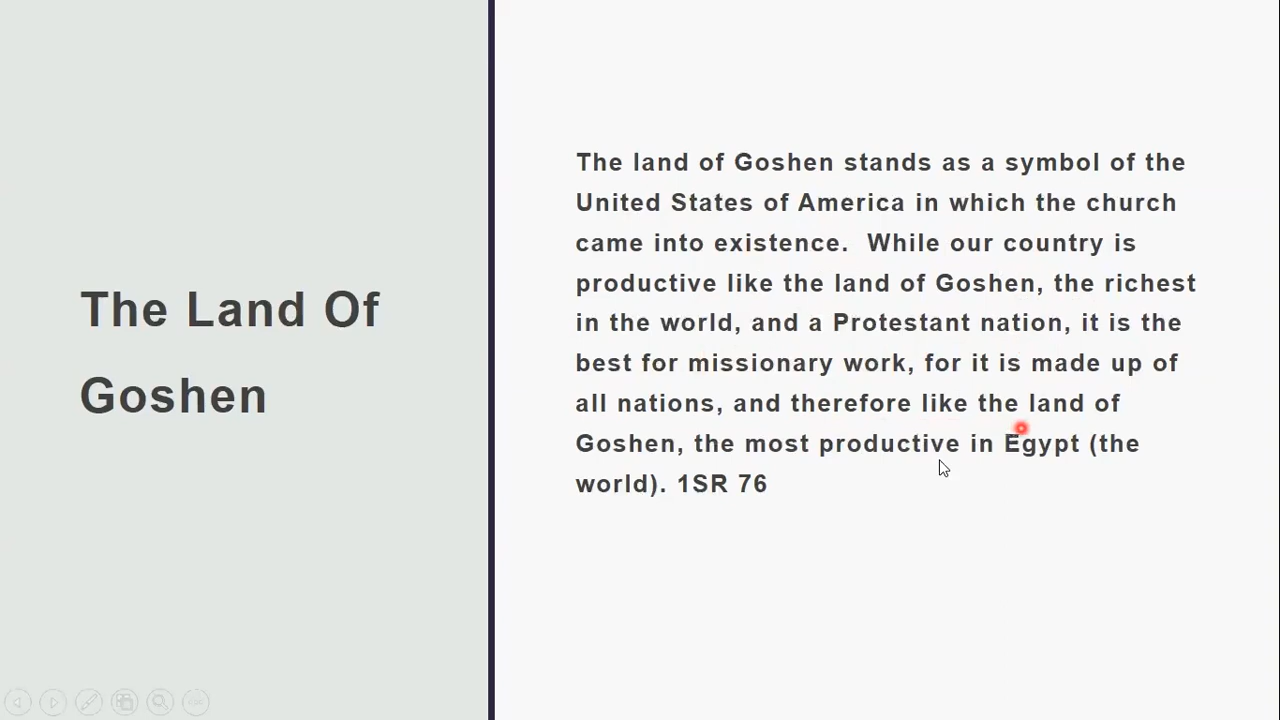 The Land Of
Goshen
The land of Goshen stands as a symbol of the
United States of America in which the church
came into existence.  While our country is
productive like the land of Goshen, the richest
in the world, and a Protestant nation, it is the
best for missionary work, for it is made up of
all nations, and therefore like the land of
Goshen, the most productive in Egypt (the
world). 1SR 76